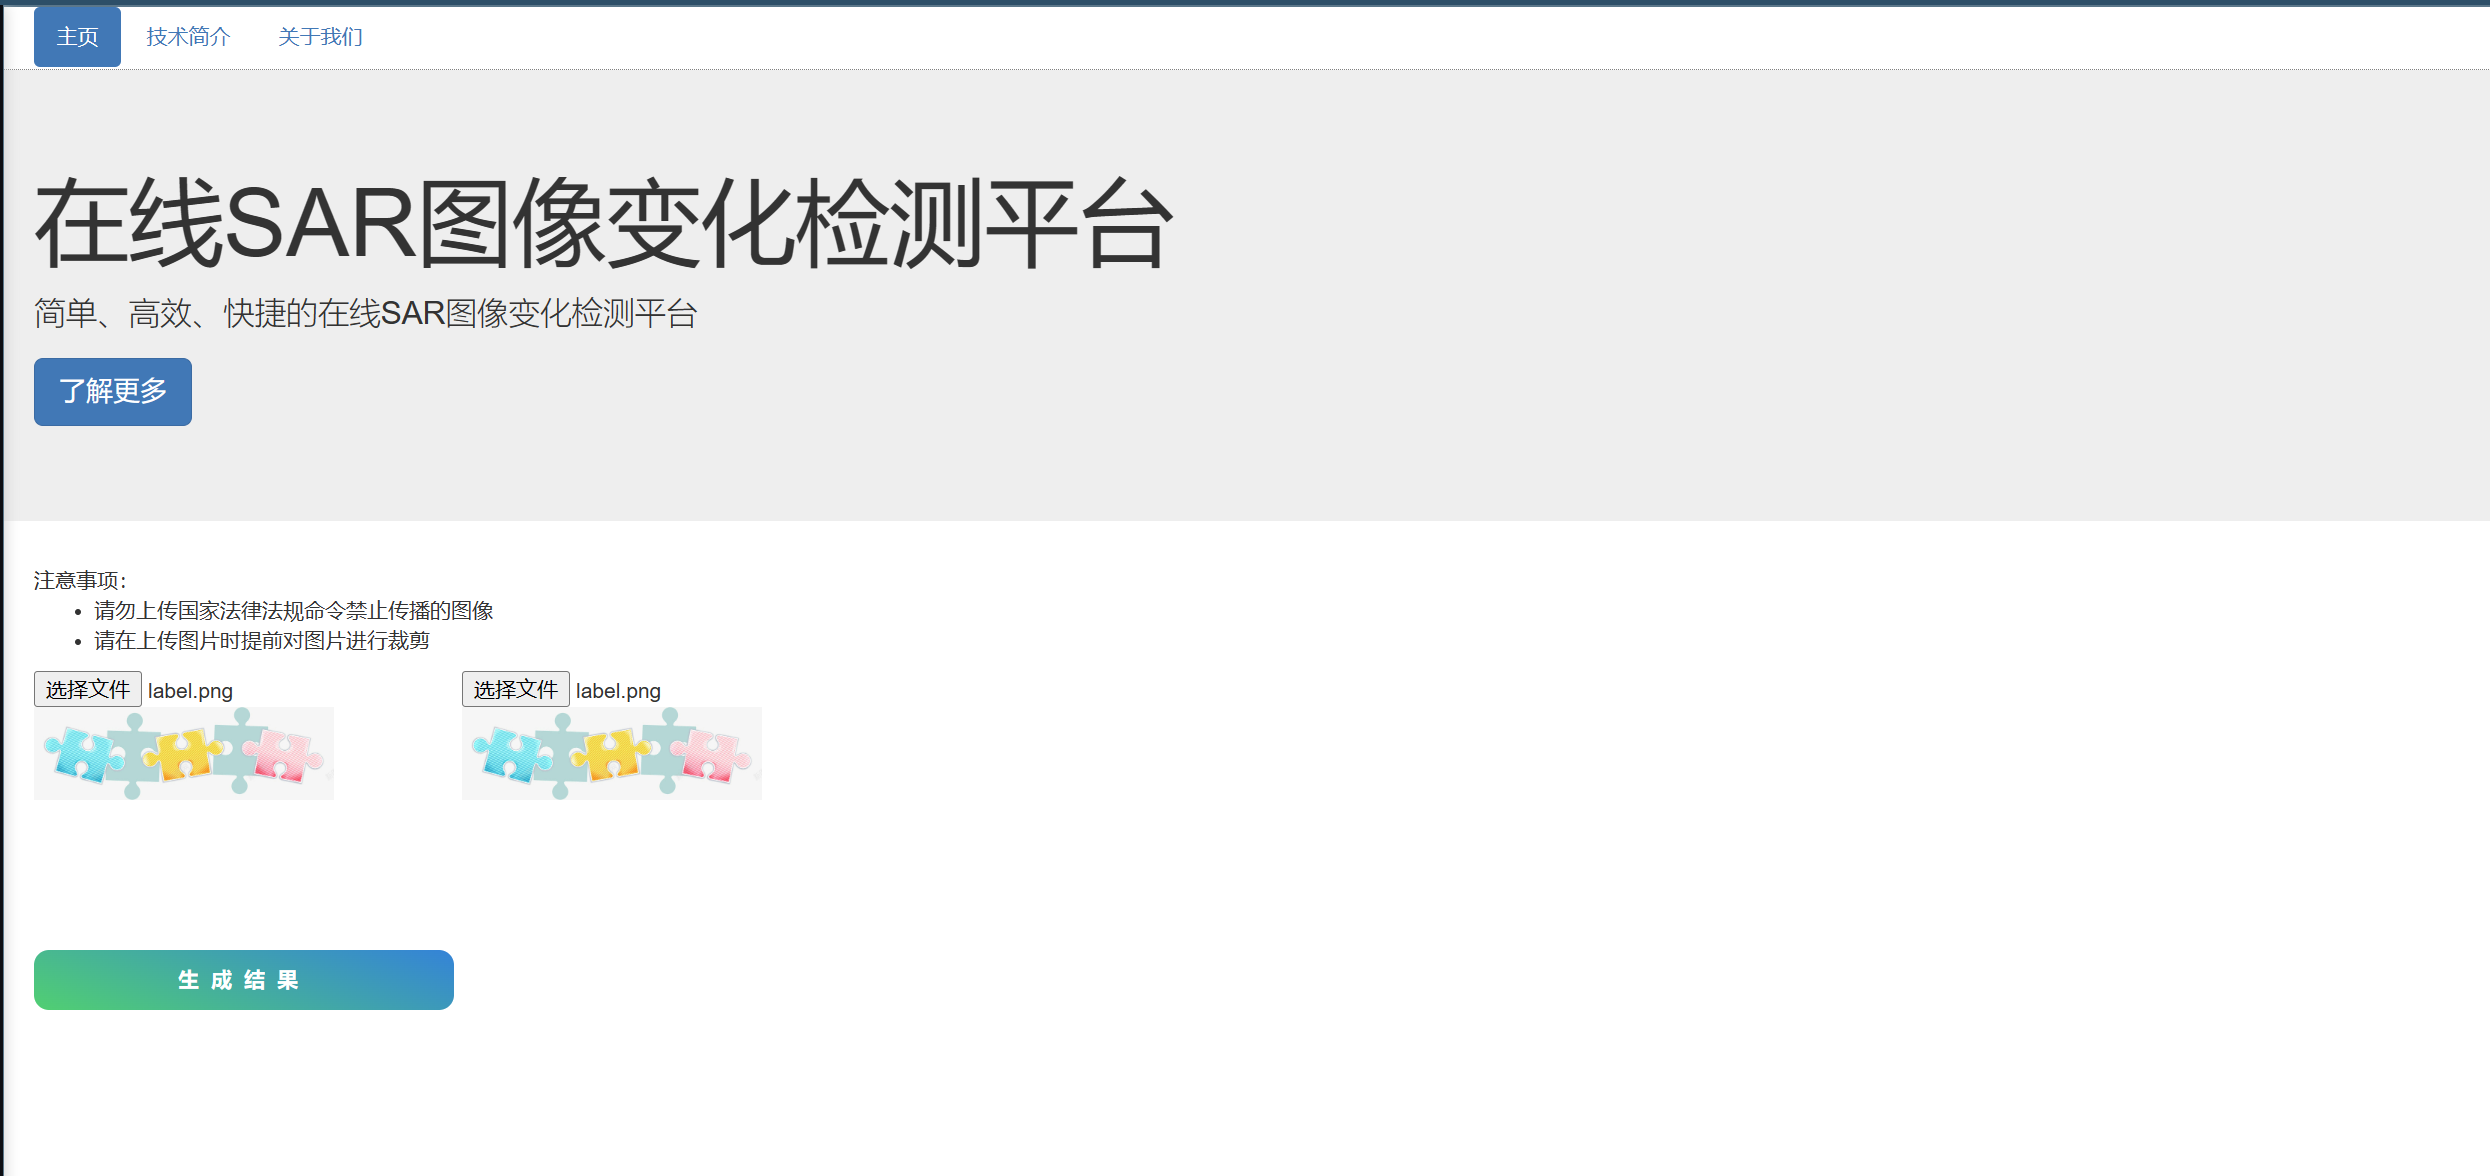 主页 技术简介 关于我们
在线SAR图像变化检测平台
简单、高效、快捷的在线SAR图像变化检测平台
了解更多
注意事项：
• 请勿上传国家法律法规命令禁止传播的图像
• 请在上传图片时提前对图片进行裁剪
选择文件 label.png 选择文件 label.png
生成结果